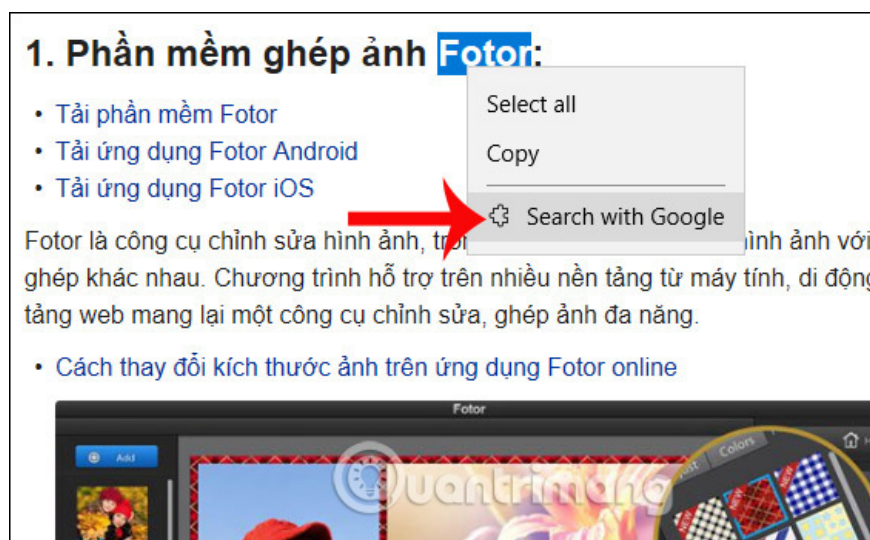 1. Phần mềm ghép ảnh Fotor:
Select all
Copy
Search with Google
• Tải phần mềm Fotor
• Tải ứng dụng Fotor Android
• Tải ứng dụng Fotor iOS
Fotor là công cụ chỉnh sửa hình ảnh, ình ảnh với
ghép khác nhau. Chương trình hỗ trợ trên nhiều nền tảng từ máy tính, di động
tảng web mang lại một công cụ chỉnh sửa, ghép ảnh đa năng.
• Cách thay đổi kích thước ảnh trên ứng dụng Fotor online
Fotor
Add
Colors
NEW
NEW
NEW
Quantrimang